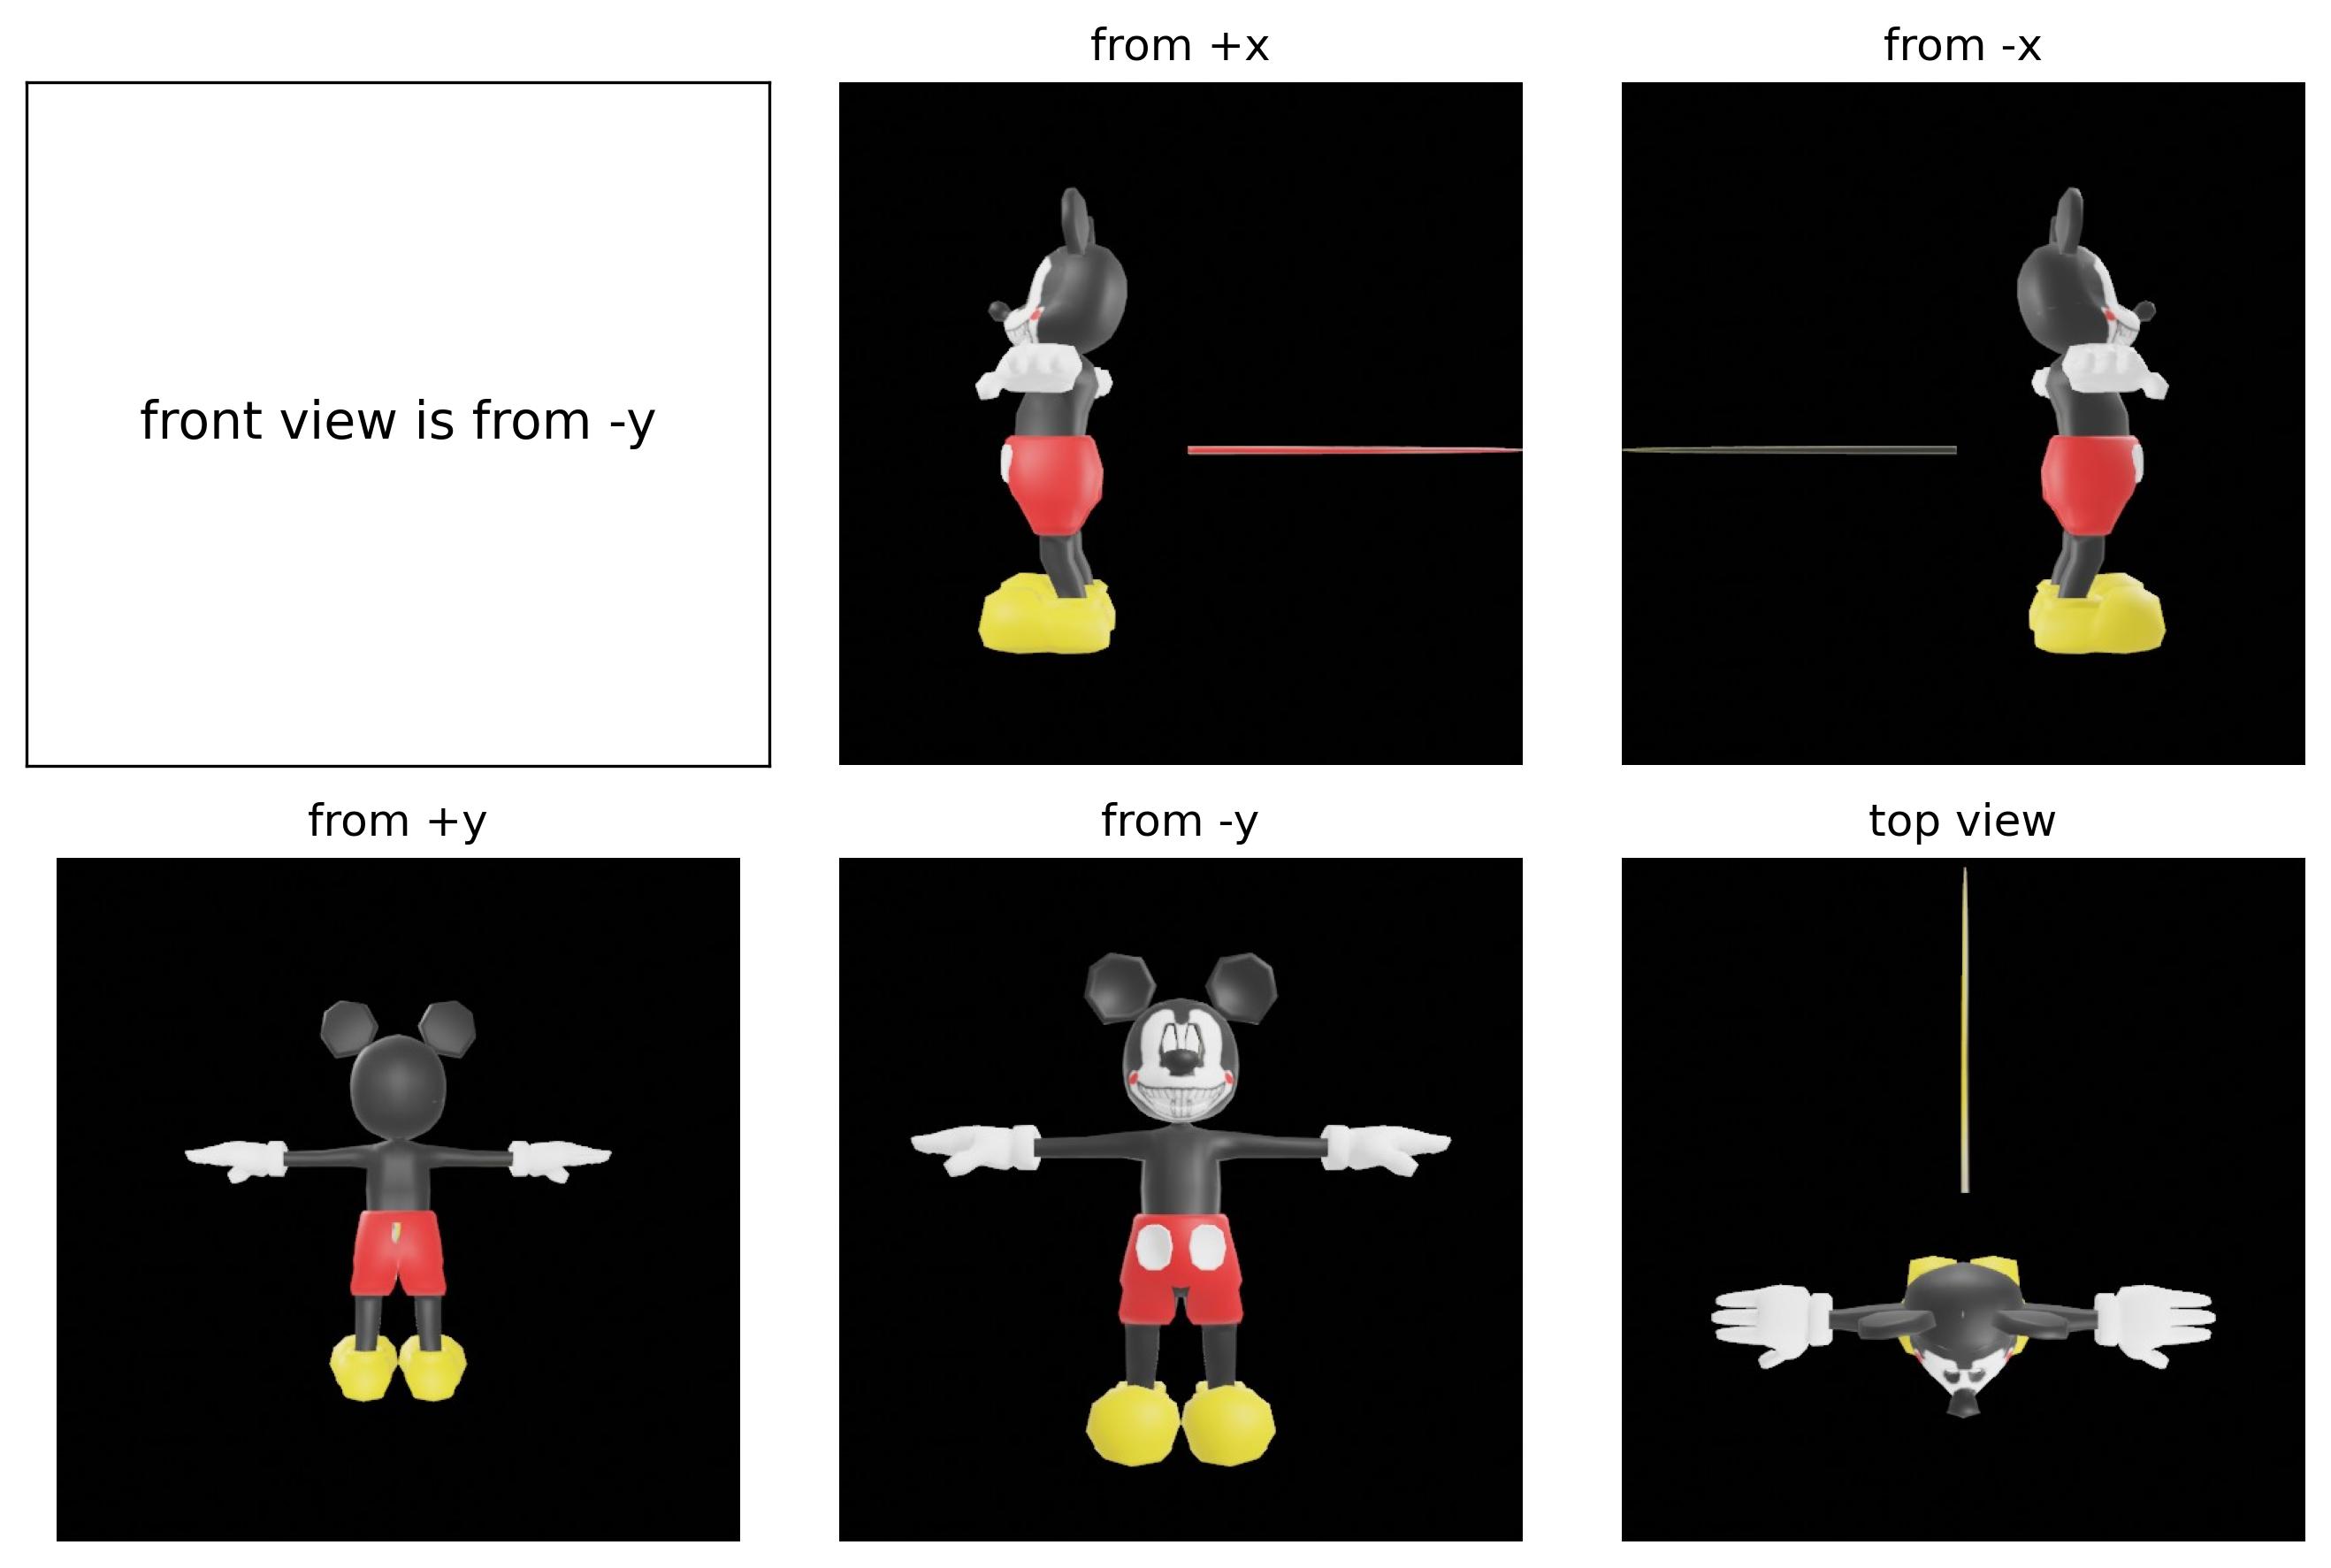 from +x
from -x
front view is from -y
from +y
from -y
top view